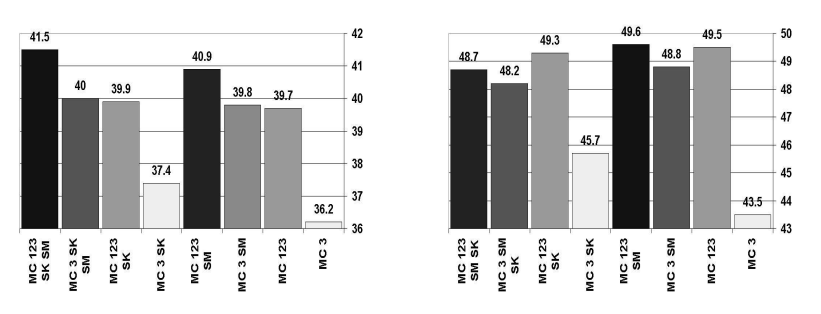 41.5
40
39.9
37.4
40.9
39.8
39.7
36.2
42
41
40
39
38
37
36
MC 123
SK SM
MC 3 SK
SM
MC 123
SK
MC 3 SK
MC 123
SM
MC 3 SM
MC 123
MC 3
48.7
48.2
49.3
45.7
49.6
48.8
49.5
43.5
50
49
48
47
46
45
44
43
MC 123
SM SK
MC 3 SM
SK
MC 123
SK
MC 3 SK
MC 123
SM
MC 3 SM
MC 123
MC 3